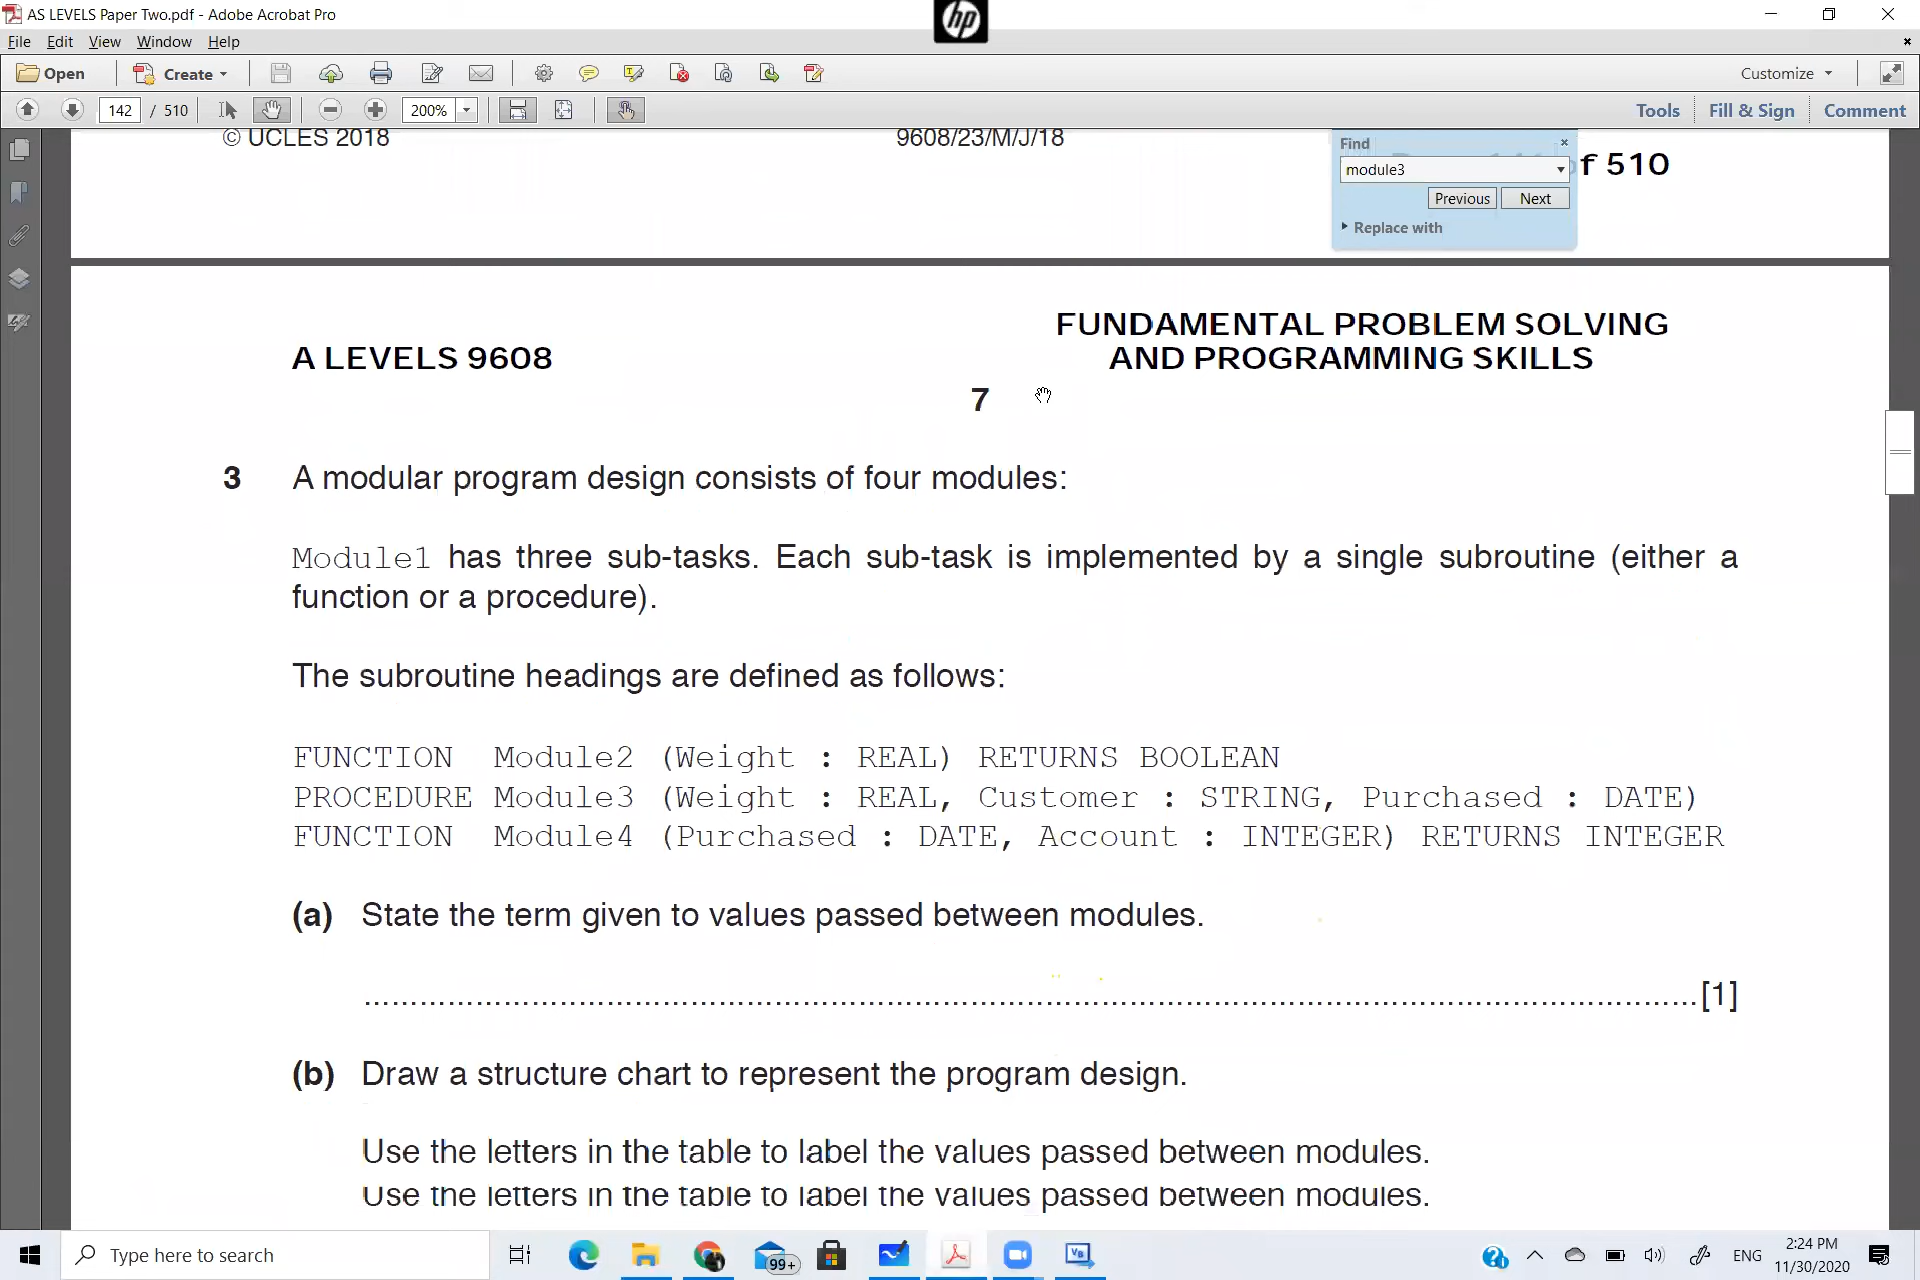 AS LEVELS Paper Two.pdf - Adobe Acrobat Pro
hp
File Edit View Window Help
Open Create Customize
142 / 510 200% Tools Fill & Sign Comment
© UCLES 2018 9608/23/M/J/18
Find
module3
Previous Next
Replace with
f 510
FUNDAMENTAL PROBLEM SOLVING
A LEVELS 9608 AND PROGRAMMING SKILLS
7
3 A modular program design consists of four modules:
Module1 has three sub-tasks. Each sub-task is implemented by a single subroutine (either a
function or a procedure).
The subroutine headings are defined as follows:
FUNCTION Module2 (Weight : REAL) RETURNS BOOLEAN
PROCEDURE Module3 (Weight : REAL, Customer : STRING, Purchased : DATE)
FUNCTION Module4 (Purchased : DATE, Account : INTEGER) RETURNS INTEGER
(a) State the term given to values passed between modules.
[1]
(b) Draw a structure chart to represent the program design.
Use the letters in the table to label the values passed between modules.
Use the letters in the table to label the values passed between modules.
Type here to search 99+ VB ENG 2:24 PM
11/30/2020